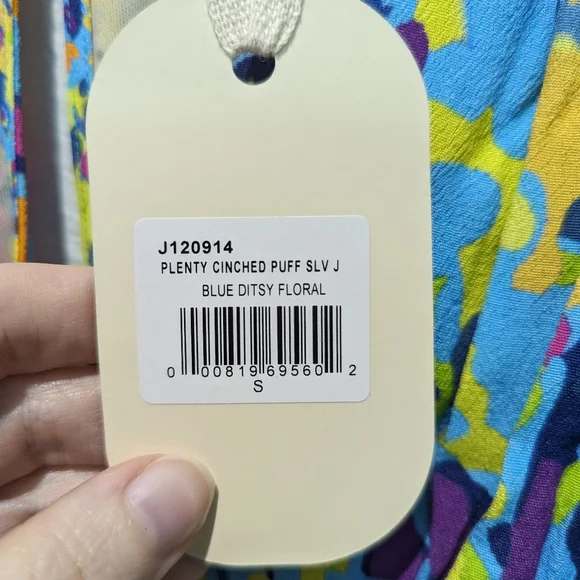 J120914
PLENTY CINCHED PUFF SLV J
BLUE DITSY FLORAL
0 00819 69560 2
S